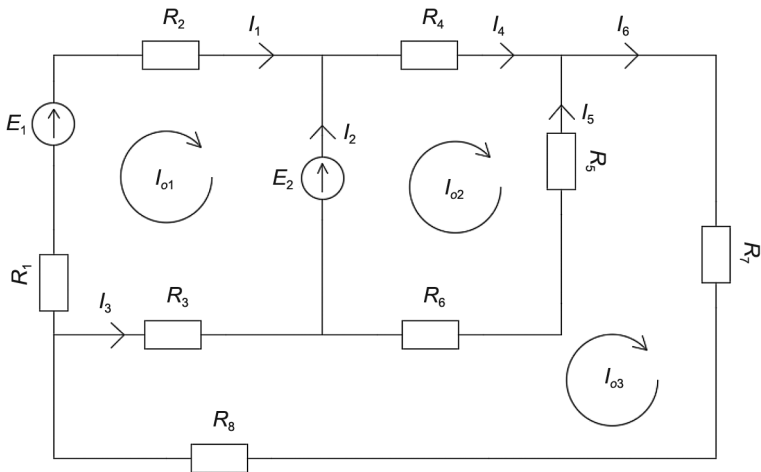 R2 I1 R4 I4 I6
E1 I2 I5
Io1 E2 Io2 R5
R1 I3 R3 R6 R7
Io3
R8